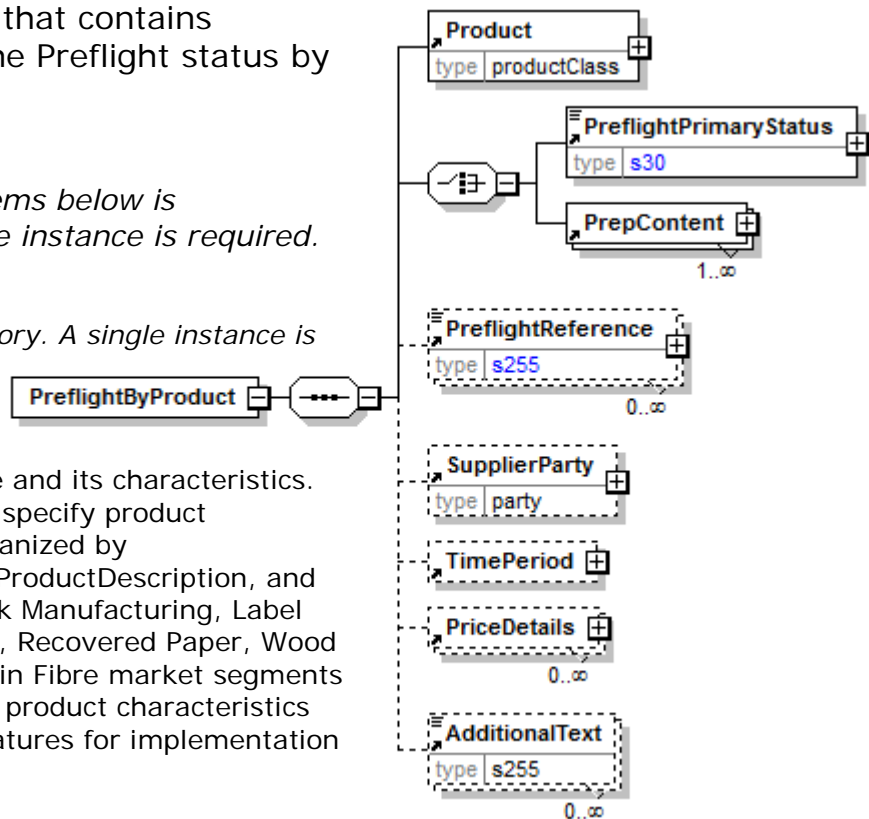 that contains
ne Preflight status by
ems below is
e instance is required.
ory. A single instance is
e and its characteristics.
specify product
anized by
ProductDescription, and
k Manufacturing, Label
, Recovered Paper, Wood
in Fibre market segments
product characteristics
atures for implementation
PreflightByProduct
Product
type productClass
PreflightPrimaryStatus
type s30
PrepContent
1..∞
PreflightReference
type s255
0..∞
SupplierParty
type party
TimePeriod
PriceDetails
0..∞
AdditionalText
type s255
0..∞